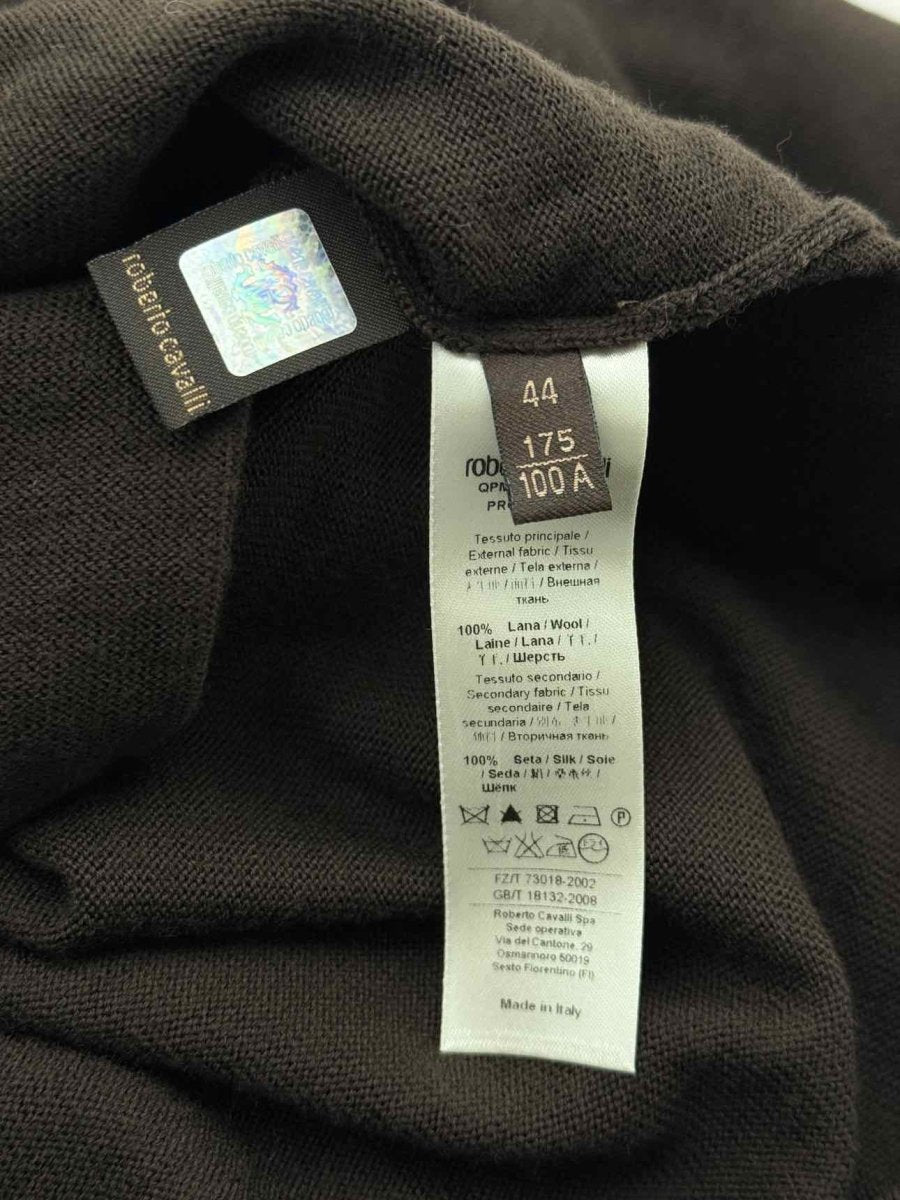 roberto cavalli
44
175
100 A
Tessuto principale /
External fabric / Tissu
externe / Tela externa /
/ Внешная
ткань
100% Lana / Wool /
Laine / Lana /
/ Шерсть
Tessuto secondario /
Secondary fabric / Tissu
secondaire / Tela
secundaria /
/ Вторичная ткань
100% Seta / Silk / Soie
/ Seda /
Шёпк
P
FZ/T 73018-2002
GB/T 18132-2008
Roberto Cavalli Spa
Sede operativa
Via del Cantone, 29
Osmannoro 50019
Sesto Fiorentino (FI)
Made in Italy